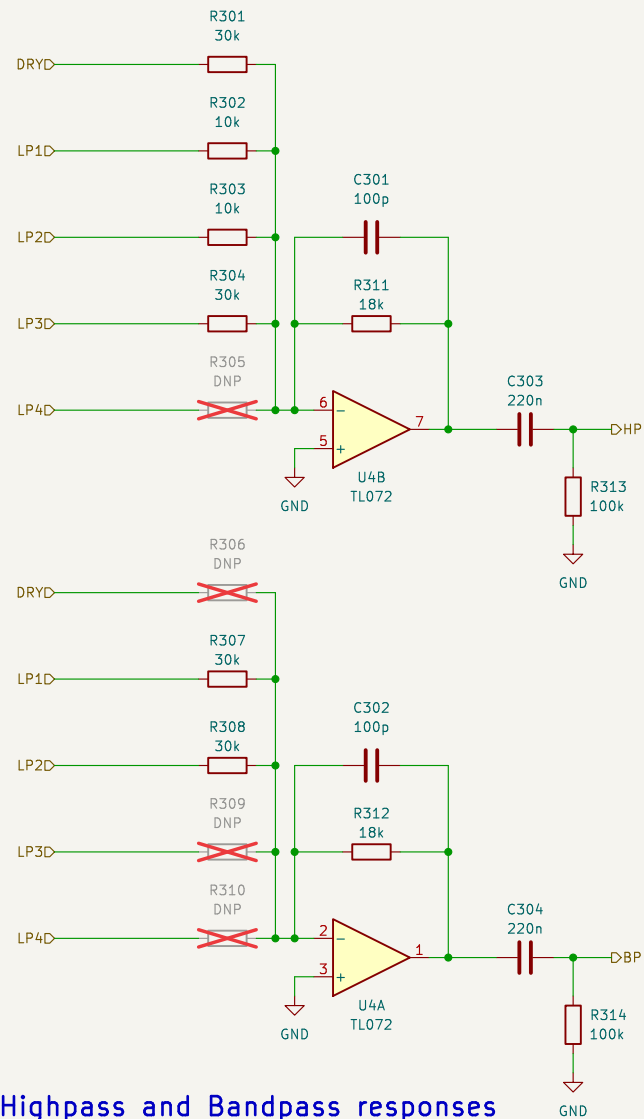 R301
30k
DRY
R302
10k
LP1
R303
10k
LP2
C301
100p
R304
30k
LP3
R311
18k
R305
DNP
LP4
6
5
7
U4B
TL072
GND
C303
220n
HP
R313
100k
GND
R306
DNP
DRY
R307
30k
LP1
R308
30k
LP2
C302
100p
R309
DNP
LP3
R312
18k
R310
DNP
LP4
2
3
1
U4A
TL072
GND
C304
220n
BP
R314
100k
GND
Highpass and Bandpass responses